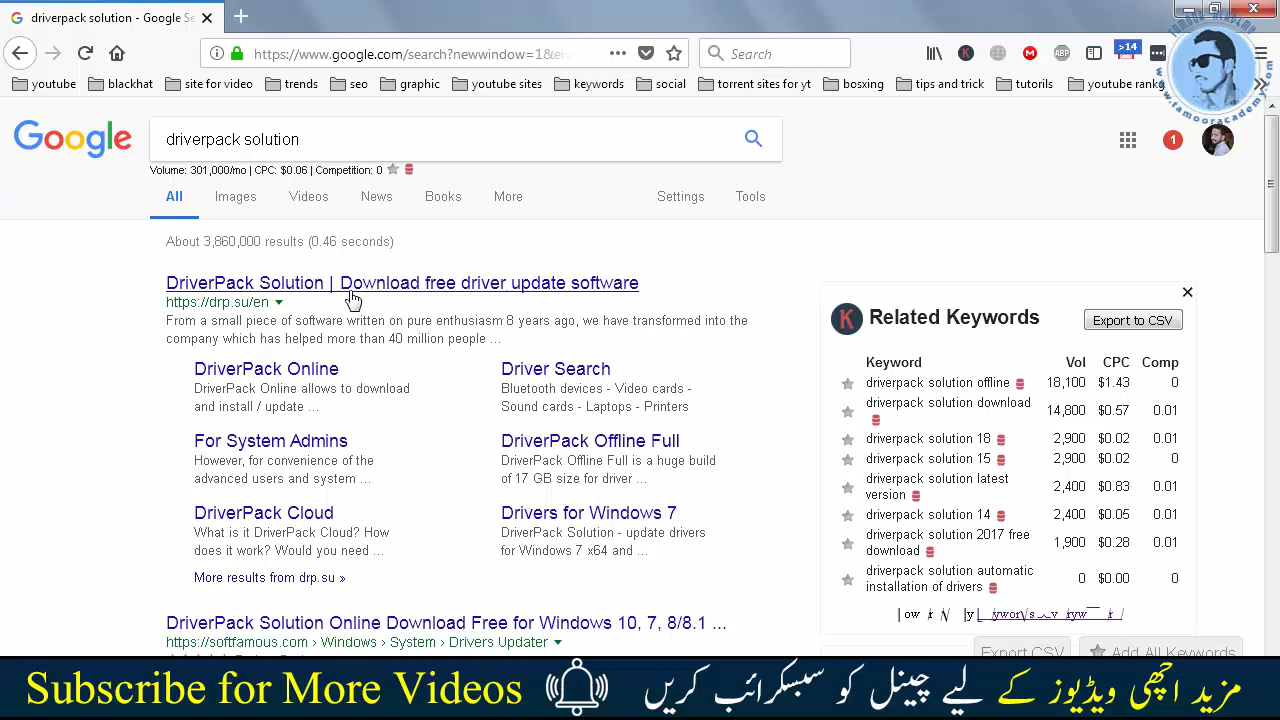 driverpack solution - Google Se
https://www.google.com/search?newwindow=1&ei=
Search
>14
ABP
youtube
blackhat
site for video
trends
seo
graphic
youtube sites
keywords
social
torrent sites for yt
bosxing
tips and trick
tutorils
youtube rank
www.famooracademy.com
Google
driverpack solution
1
Volume: 301,000/mo | CPC: $0.06 | Competition: 0
All Images Videos News Books More Settings Tools
About 3,860,000 results (0.46 seconds)
DriverPack Solution | Download free driver update software
https://drp.su/en
From a small piece of software written on pure enthusiasm 8 years ago, we have transformed into the
company which has helped more than 40 million people ...
DriverPack Online
DriverPack Online allows to download
and install / update ...
Driver Search
Bluetooth devices - Video cards -
Sound cards - Laptops - Printers
For System Admins
However, for convenience of the
advanced users and system ...
DriverPack Offline Full
DriverPack Offline Full is a huge build
of 17 GB size for driver ...
DriverPack Cloud
What is it DriverPack Cloud? How
does it work? Would you need ...
Drivers for Windows 7
DriverPack Solution - update drivers
for Windows 7 x64 and ...
More results from drp.su »
DriverPack Solution Online Download Free for Windows 10, 7, 8/8.1 ...
https://softfamous.com › Windows › System › Drivers Updater
K Related Keywords
Export to CSV
Keyword Vol CPC Comp
driverpack solution offline 18,100 $1.43 0
driverpack solution download 14,800 $0.57 0.01
driverpack solution 18 2,900 $0.02 0.01
driverpack solution 15 2,900 $0.02 0.01
driverpack solution latest
version 2,400 $0.83 0.01
driverpack solution 14 2,400 $0.05 0.01
driverpack solution 2017 free
download 1,900 $0.28 0.01
driverpack solution automatic
installation of drivers 0 $0.00 0
Export CSV
Add All Keywords
Subscribe for More Videos
مزید اچھی ویڈیوز کے لیے چینل کو سبسکرائب کریں